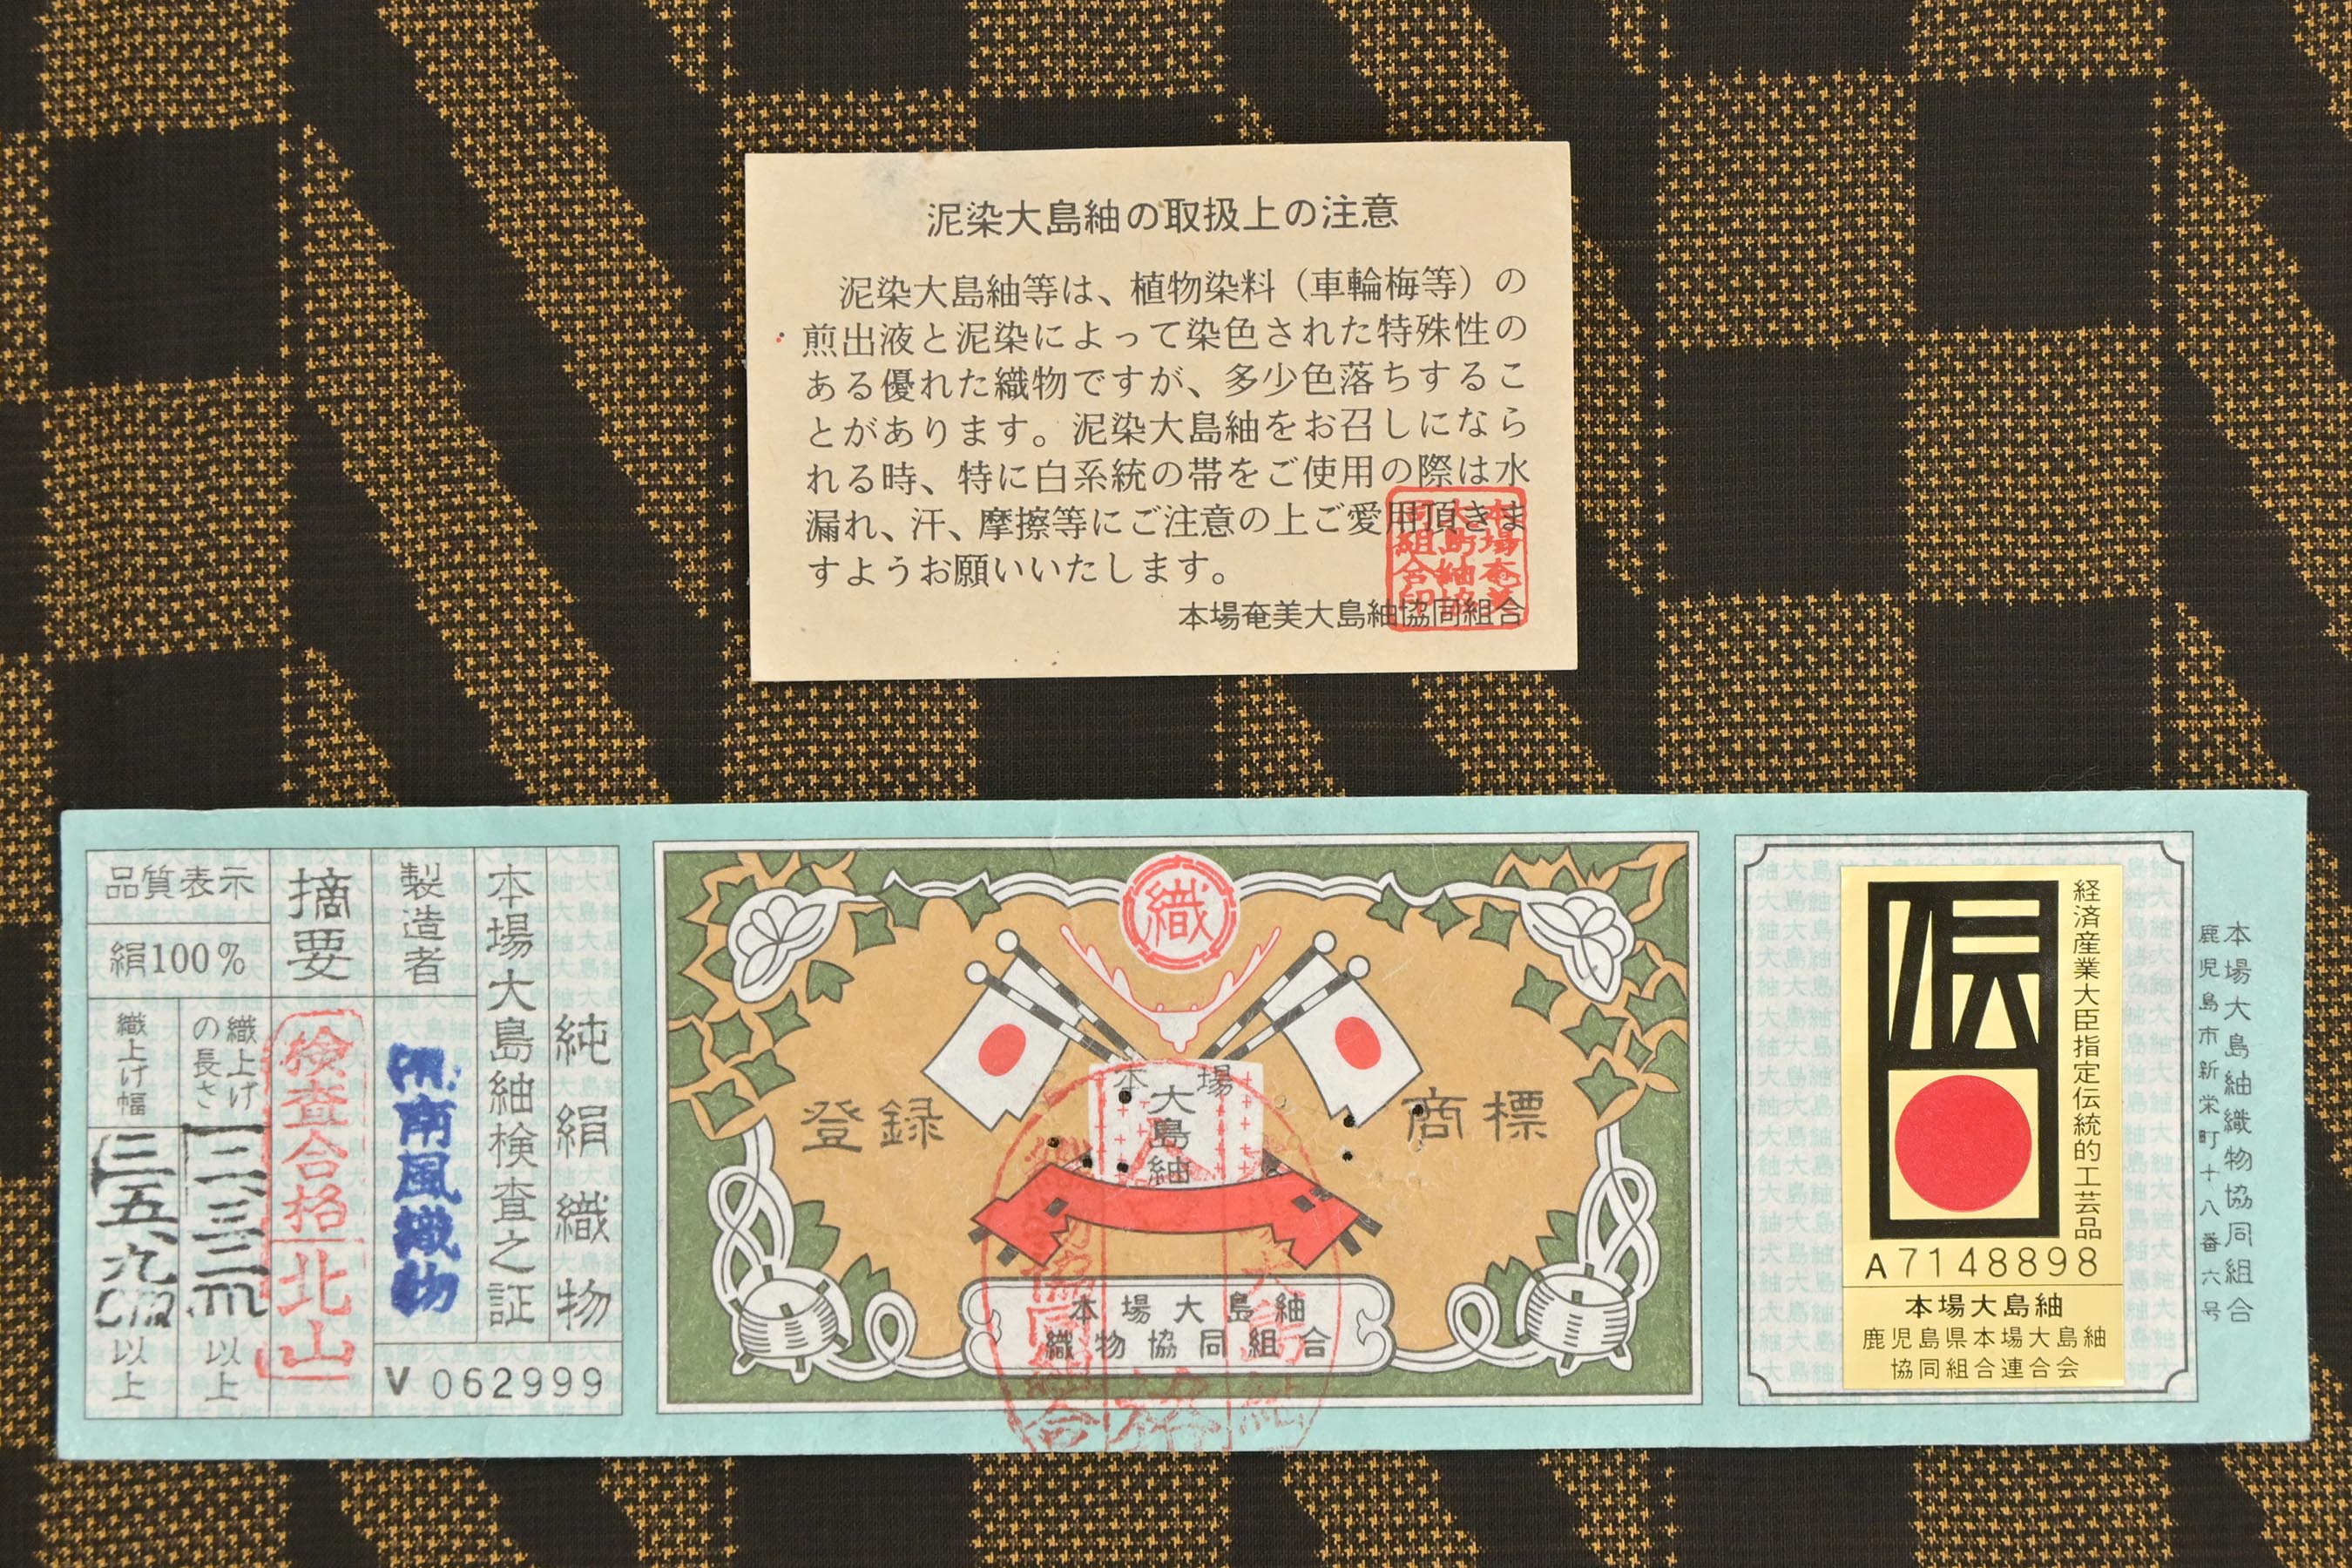 泥染大島紬の取扱上の注意
泥染大島紬等は、植物染料（車輪梅等）の
煎出液と泥染によって染色された特殊性の
ある優れた織物ですが、多少色落ちするこ
とがあります。泥染大島紬をお召しになら
れる時、特に白系統の帯をご使用の際は水
漏れ、汗、摩擦等にご注意の上ご愛用頂きま
すようお願いいたします。
本場奄美大島紬協同組合
本場奄美
大島紬協
同組合印
純絹織物
本場大島紬検査之証
V 062999
製造者
南風織物
摘要
検査合格
北山
品質表示
絹100%
織上げ
の長さ
以上
織上げ幅
三五九cm
以上
織
登録
商標
本場
大島紬
本場大島紬
織物協同組合
経済産業大臣指定伝統的工芸品
伝
A7148898
本場大島紬
鹿児島県本場大島紬
協同組合連合会
本場大島紬織物協同組合
鹿児島市新栄町十八番六号